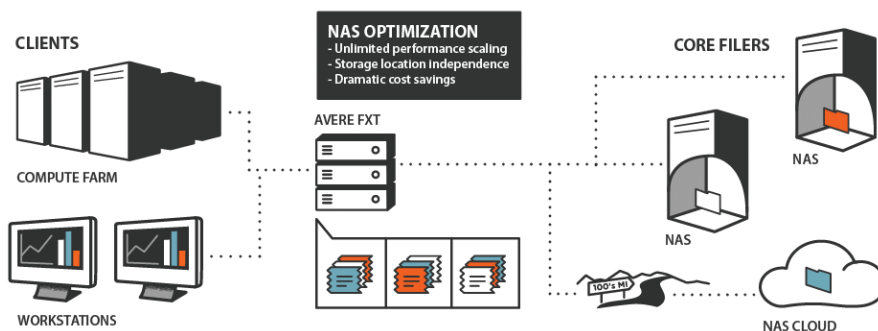 CLIENTS
COMPUTE FARM
WORKSTATIONS
NAS OPTIMIZATION
- Unlimited performance scaling
- Storage location independence
- Dramatic cost savings
AVERE FXT
CORE FILERS
NAS
NAS
100's MI
NAS CLOUD